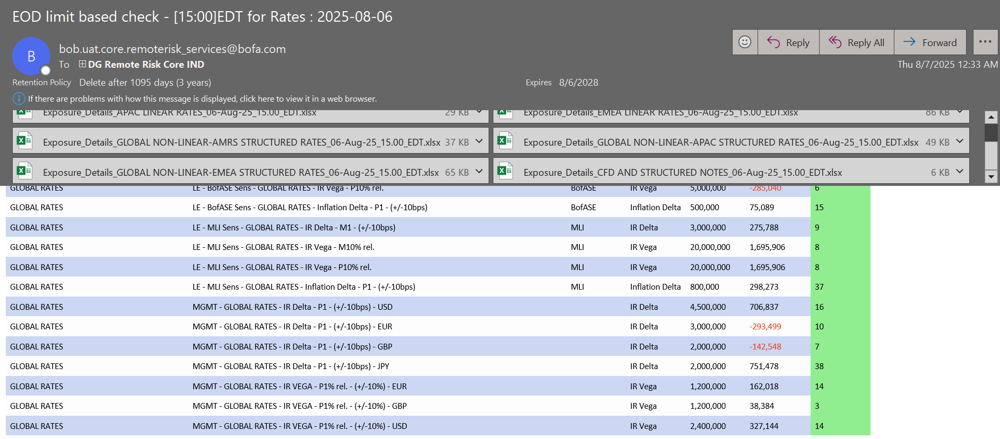 EOD limit based check - [15:00]EDT for Rates : 2025-08-06
Reply Reply All Forward
B bob.uat.core.remoterisk_services@bofa.com
To DG Remote Risk Core IND Thu 8/7/2025 12:33 AM
Retention Policy Delete after 1095 days (3 years) Expires 8/6/2028
If there are problems with how this message is displayed, click here to view it in a web browser.
Exposure_Details_APAC LINEAR RATES_06-Aug-25_15.00_EDT.xlsx 29 KB Exposure_Details_EMEA LINEAR RATES_06-Aug-25_15.00_EDT.xlsx 86 KB
Exposure_Details_GLOBAL NON-LINEAR-AMRS STRUCTURED RATES_06-Aug-25_15.00_EDT.xlsx 37 KB Exposure_Details_GLOBAL NON-LINEAR-APAC STRUCTURED RATES_06-Aug-25_15.00_EDT.xlsx 49 KB
Exposure_Details_GLOBAL NON-LINEAR-EMEA STRUCTURED RATES_06-Aug-25_15.00_EDT.xlsx 65 KB Exposure_Details_CFD AND STRUCTURED NOTES_06-Aug-25_15.00_EDT.xlsx 6 KB
GLOBAL RATES LE - BofASE Sens - GLOBAL RATES - IR Vega - P10% rel. BofASE IR Vega 5,000,000 -285,040 6
GLOBAL RATES LE - BofASE Sens - GLOBAL RATES - Inflation Delta - P1 - (+/-10bps) BofASE Inflation Delta 500,000 75,089 15
GLOBAL RATES LE - MLI Sens - GLOBAL RATES - IR Delta - M1 - (+/-10bps) MLI IR Delta 3,000,000 275,788 9
GLOBAL RATES LE - MLI Sens - GLOBAL RATES - IR Vega - M10% rel. MLI IR Vega 20,000,000 1,695,906 8
GLOBAL RATES LE - MLI Sens - GLOBAL RATES - IR Vega - P10% rel. MLI IR Vega 20,000,000 1,695,906 8
GLOBAL RATES LE - MLI Sens - GLOBAL RATES - Inflation Delta - P1 - (+/-10bps) MLI Inflation Delta 800,000 298,273 37
GLOBAL RATES MGMT - GLOBAL RATES - IR Delta - P1 - (+/-10bps) - USD IR Delta 4,500,000 706,837 16
GLOBAL RATES MGMT - GLOBAL RATES - IR Delta - P1 - (+/-10bps) - EUR IR Delta 3,000,000 -293,499 10
GLOBAL RATES MGMT - GLOBAL RATES - IR Delta - P1 - (+/-10bps) - GBP IR Delta 2,000,000 -142,548 7
GLOBAL RATES MGMT - GLOBAL RATES - IR Delta - P1 - (+/-10bps) - JPY IR Delta 2,000,000 751,478 38
GLOBAL RATES MGMT - GLOBAL RATES - IR VEGA - P1% rel. - (+/-10%) - EUR IR Vega 1,200,000 162,018 14
GLOBAL RATES MGMT - GLOBAL RATES - IR VEGA - P1% rel. - (+/-10%) - GBP IR Vega 1,200,000 38,384 3
GLOBAL RATES MGMT - GLOBAL RATES - IR VEGA - P1% rel. - (+/-10%) - USD IR Vega 2,400,000 327,144 14